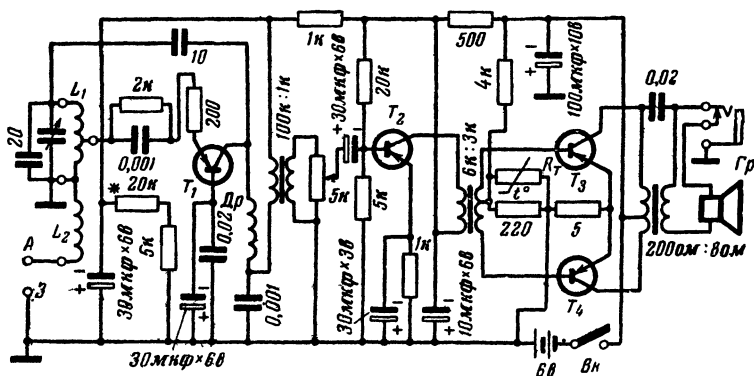 10
1к
500
L₁
2к
200
20
0,001
T₁
100к:1к
30мкф×6в
20к
T₂
5к
4к
100мкф×10в
0,02
6к:3к
Rт
t°
T₃
Гр
* 20к
5к
Др
0,02
5к
220
5
200ом:8ом
L₂
А
З
30мкф×6в
0,001
30мкф×3в
1к
10мкф×6в
T₄
30мкф×6в
6в
Вк